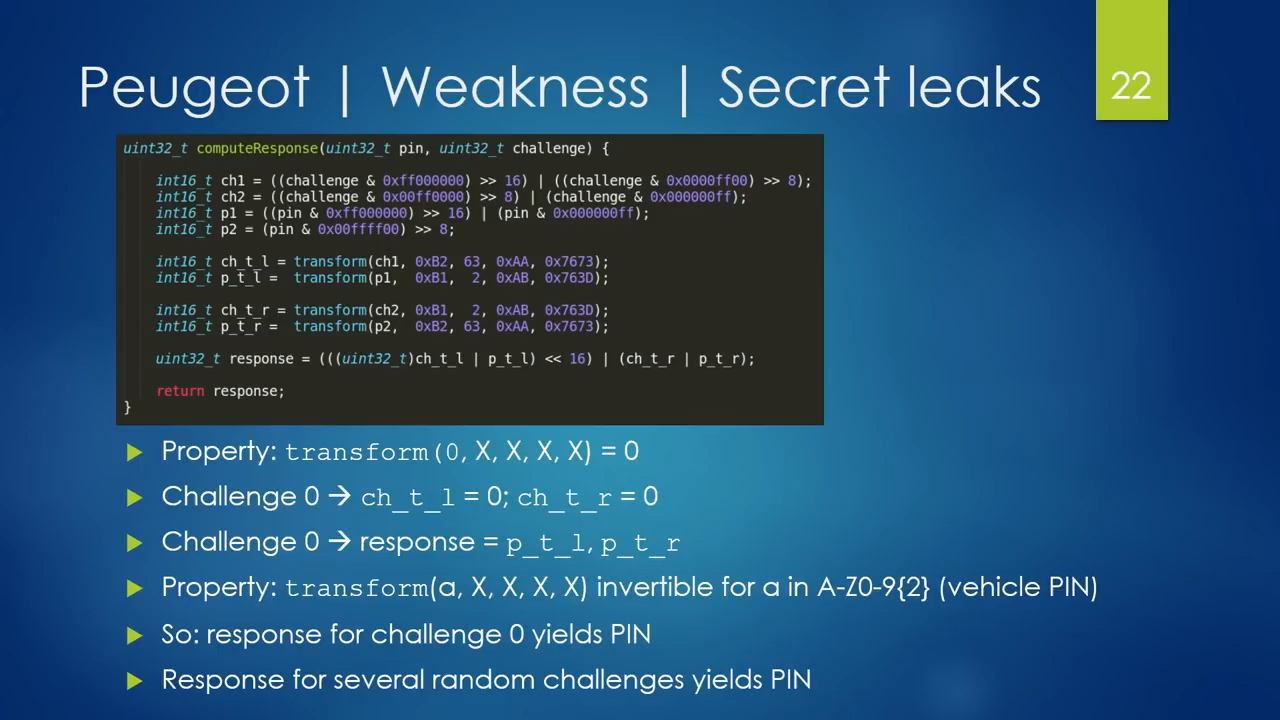 Peugeot | Weakness | Secret leaks
22
uint32_t computeResponse(uint32_t pin, uint32_t challenge) {
int16_t ch1 = ((challenge & 0xff000000) >> 16) | ((challenge & 0x0000ff00) >> 8);
int16_t ch2 = ((challenge & 0x00ff0000) >> 8) | (challenge & 0x000000ff);
int16_t p1 = ((pin & 0xff000000) >> 16) | (pin & 0x000000ff);
int16_t p2 = (pin & 0x00ffff00) >> 8;
int16_t ch_t_l = transform(ch1, 0xB2, 63, 0xAA, 0x7673);
int16_t p_t_l = transform(p1, 0xB1, 2, 0xAB, 0x763D);
int16_t ch_t_r = transform(ch2, 0xB1, 2, 0xAB, 0x763D);
int16_t p_t_r = transform(p2, 0xB2, 63, 0xAA, 0x7673);
uint32_t response = (((uint32_t)ch_t_l | p_t_l) << 16) | (ch_t_r | p_t_r);
return response;
}
Property: transform(0, X, X, X, X) = 0
Challenge 0 → ch_t_l = 0; ch_t_r = 0
Challenge 0 → response = p_t_l, p_t_r
Property: transform(a, X, X, X, X) invertible for a in A-Z0-9{2} (vehicle PIN)
So: response for challenge 0 yields PIN
Response for several random challenges yields PIN